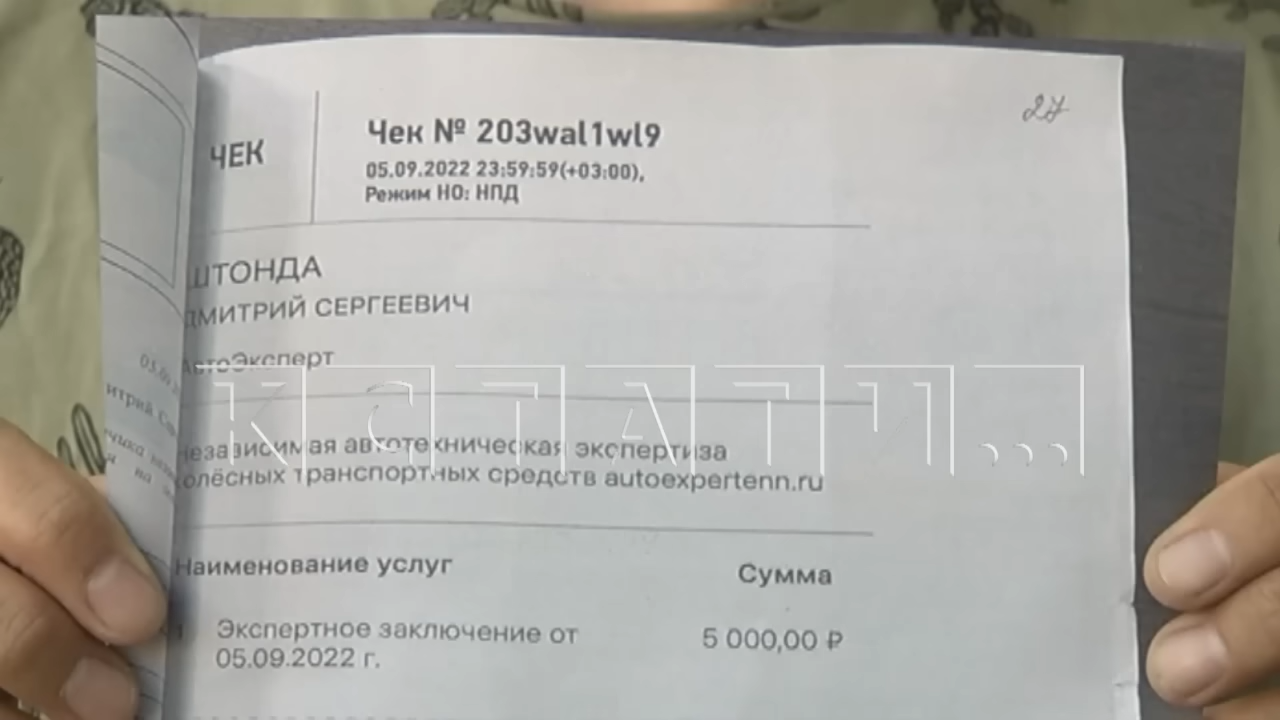 27
ЧЕК
Чек № 203wal1wl9
05.09.2022 23:59:59(+03:00),
Режим НО: НПД
ШТОНДА
ДМИТРИЙ СЕРГЕЕВИЧ
АвтоЭксперт
КСТАТИ...
Независимая автотехническая экспертиза
колёсных транспортных средств autoexpertenn.ru
Наименование услуг Сумма
1 Экспертное заключение от 5 000,00 ₽
05.09.2022 г.